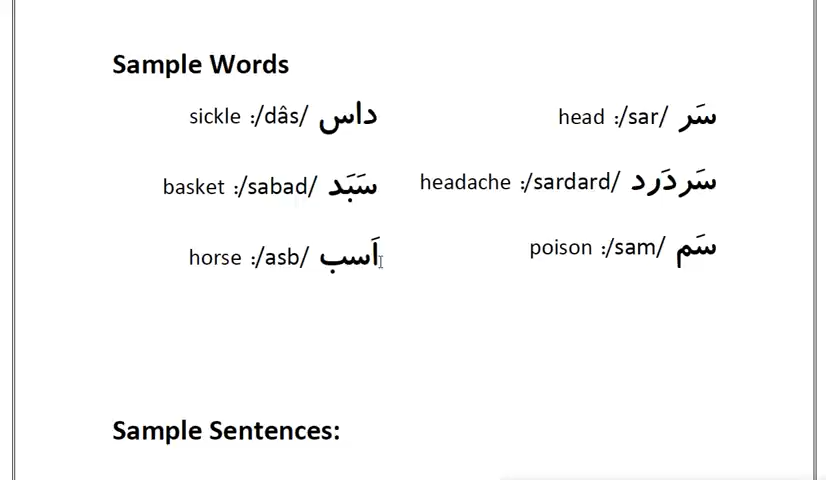 Sample Words
سَر /sar/: head
داس /dâs/: sickle
سَردَرد /sardard/: headache
سَبَد /sabad/: basket
سَم /sam/: poison
اَسب /asb/: horse
Sample Sentences: